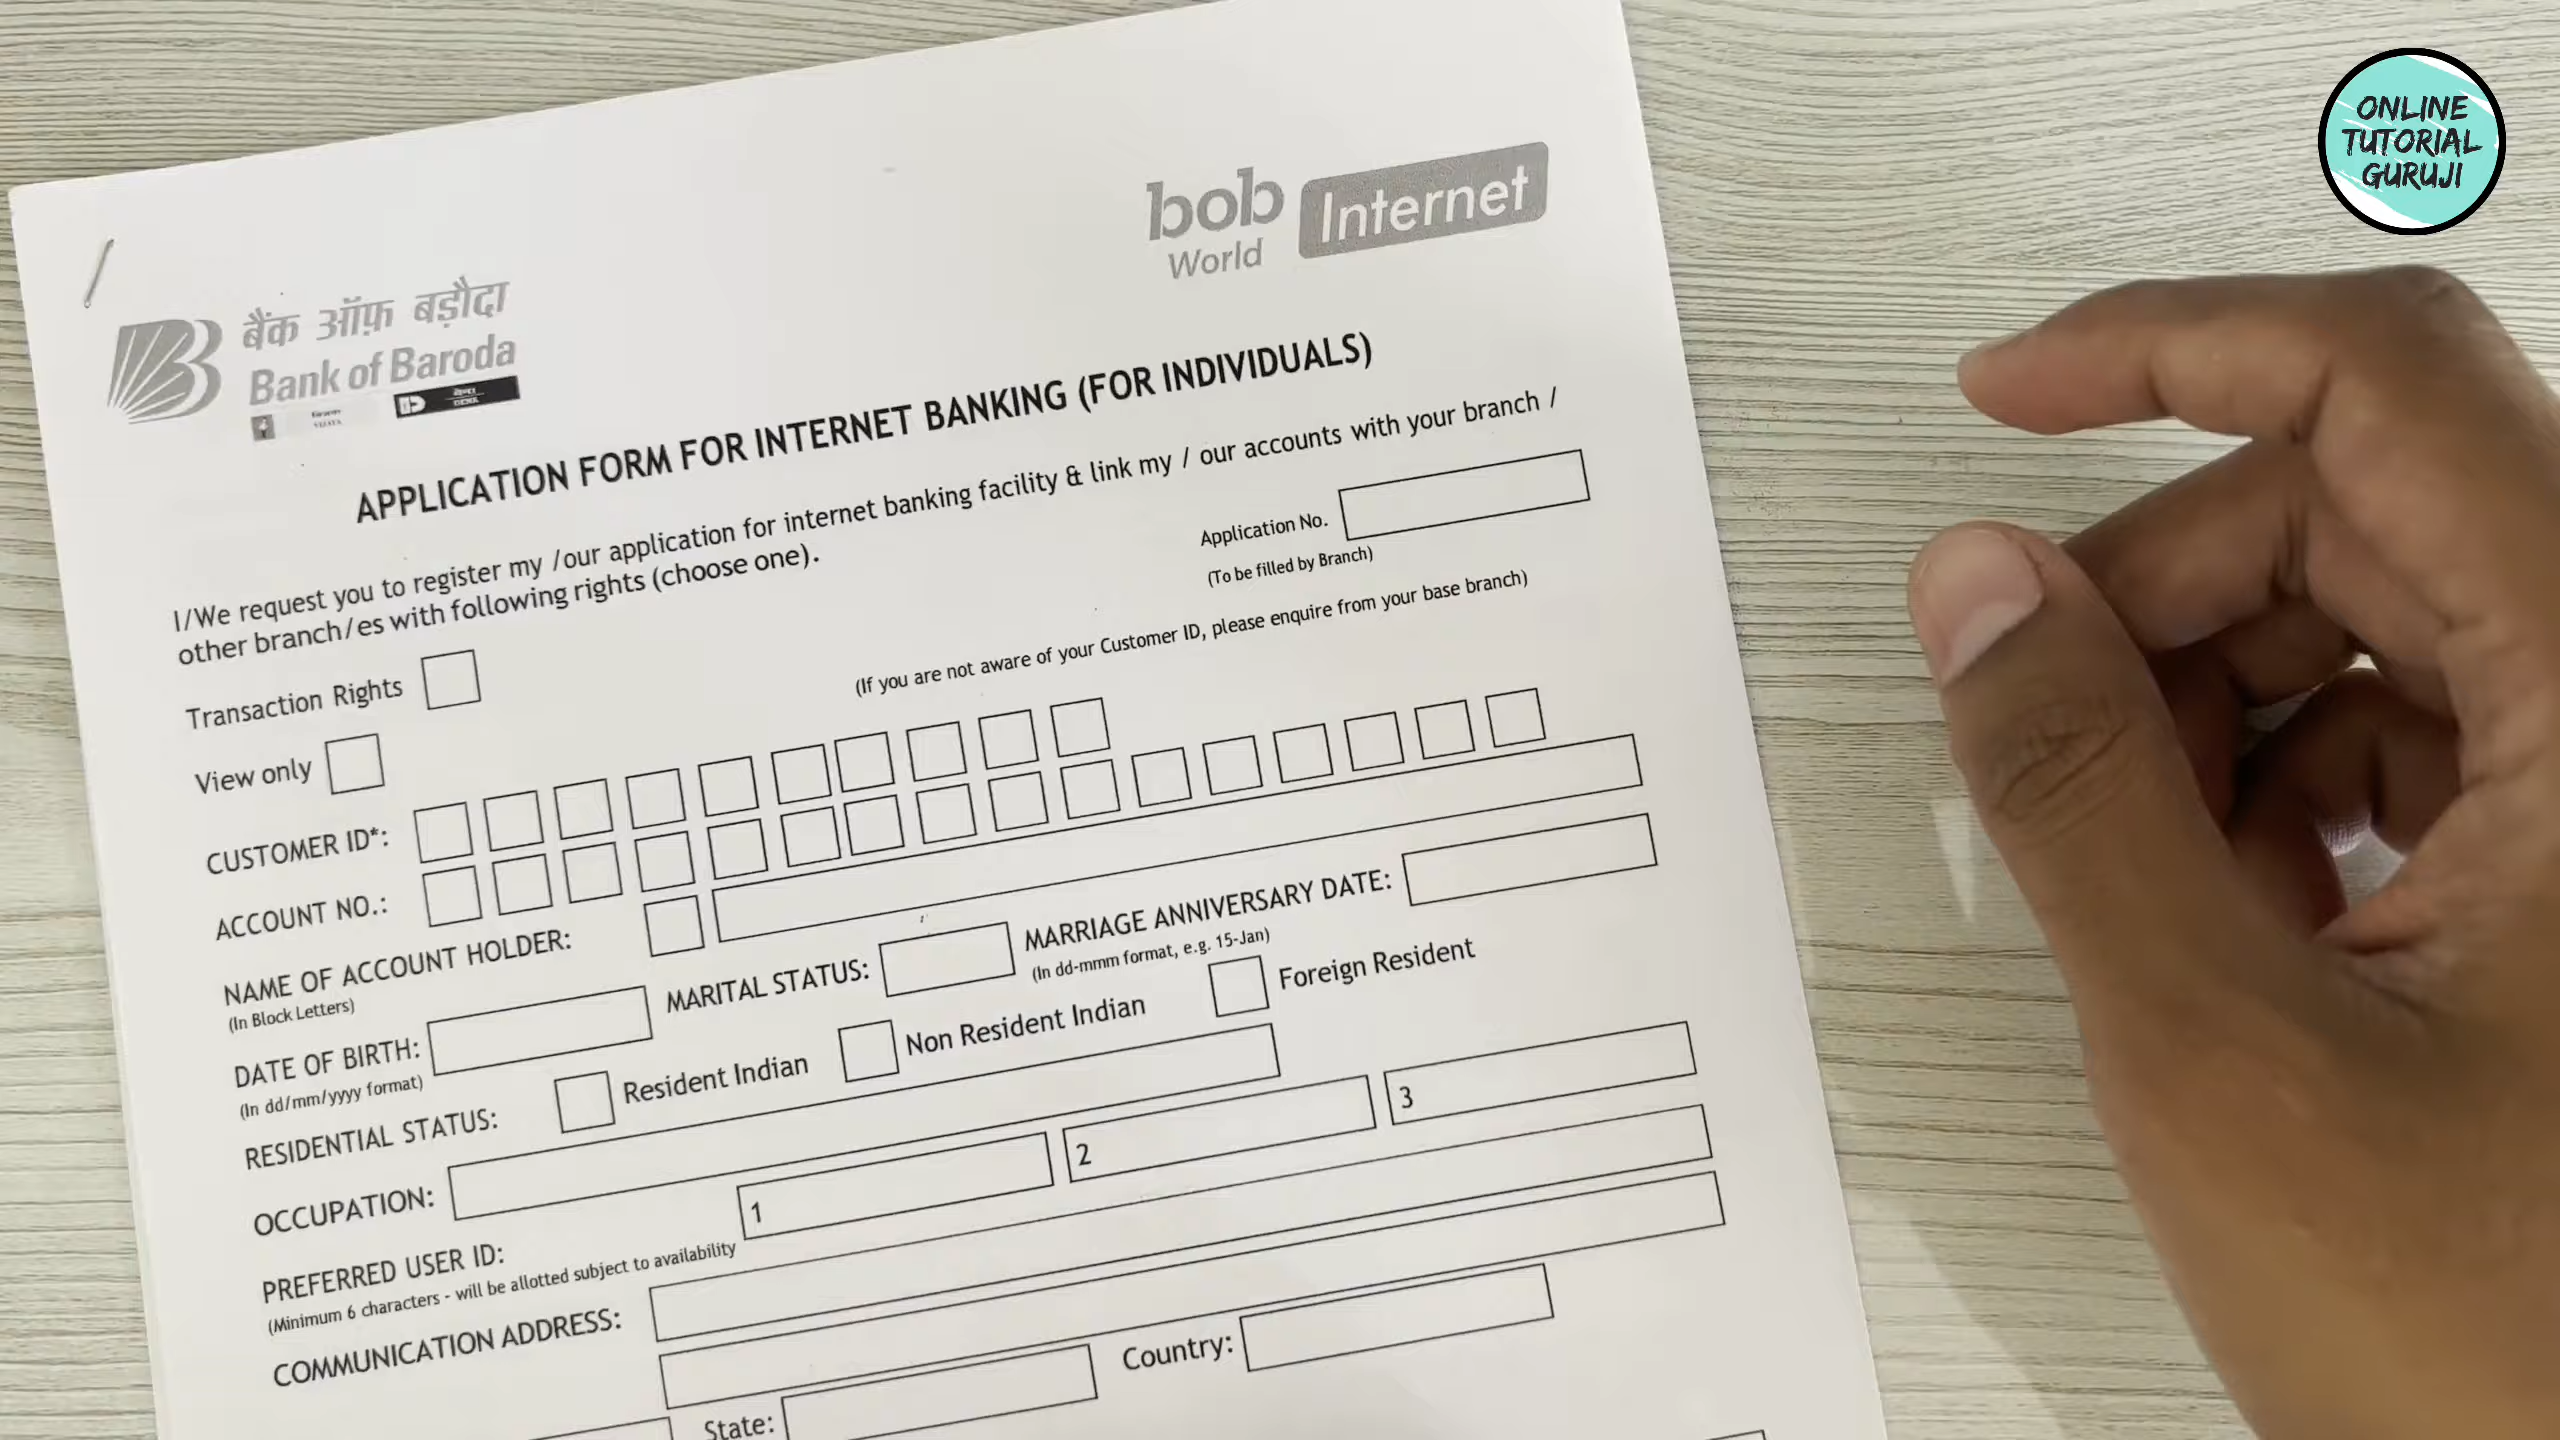 ONLINE
TUTORIAL
GURUJI
bob
World
Internet
बैंक ऑफ़ बड़ौदा
Bank of Baroda
APPLICATION FORM FOR INTERNET BANKING (FOR INDIVIDUALS)
I/We request you to register my /our application for internet banking facility & link my / our accounts with your branch /
other branch/es with following rights (choose one).
Application No.
(To be filled by Branch)
Transaction Rights
(If you are not aware of your Customer ID, please enquire from your base branch)
View only
CUSTOMER ID*:
ACCOUNT NO.:
NAME OF ACCOUNT HOLDER:
(In Block Letters)
DATE OF BIRTH: MARITAL STATUS: MARRIAGE ANNIVERSARY DATE:
(In dd/mm/yyyy format) (In dd-mmm format, e.g. 15-Jan)
RESIDENTIAL STATUS: Resident Indian Non Resident Indian Foreign Resident
OCCUPATION:
PREFERRED USER ID: 1 2 3
(Minimum 6 characters - will be allotted subject to availability
COMMUNICATION ADDRESS:
State: Country: